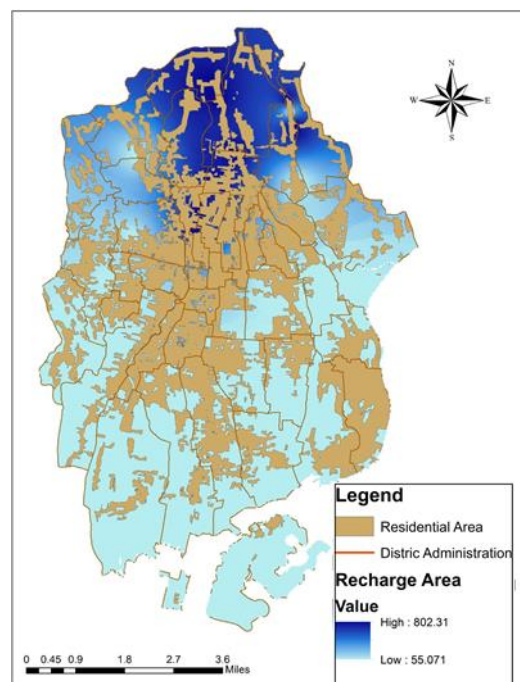 N
W E
S
Legend
Residential Area
Distric Administration
Recharge Area
Value
High : 802.31
Low : 55.071
0 0.45 0.9 1.8 2.7 3.6
Miles